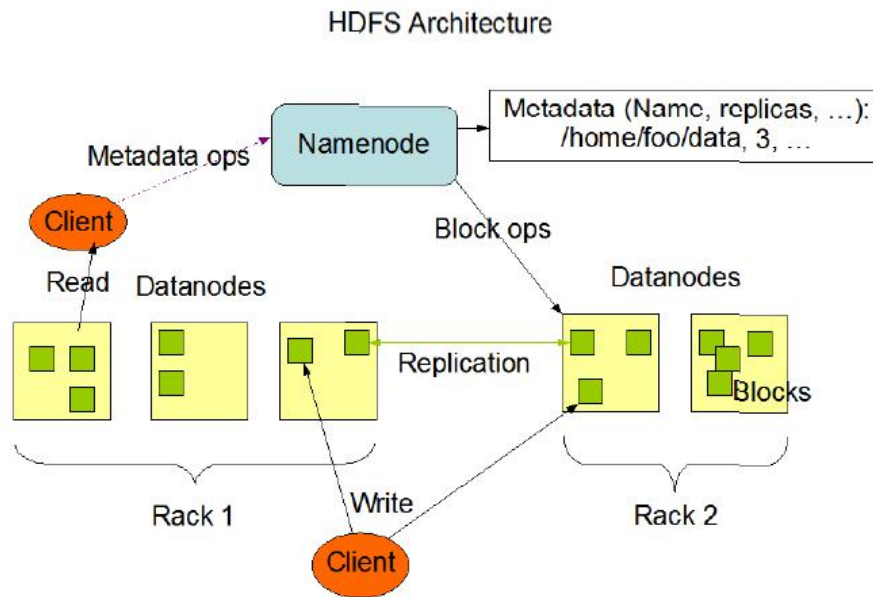 HDFS Architecture
Metadata (Name, replicas, …):
/home/foo/data, 3, …
Namenode
Metadata ops
Client
Block ops
Read
Datanodes
Datanodes
Replication
Blocks
Rack 1
Write
Rack 2
Client